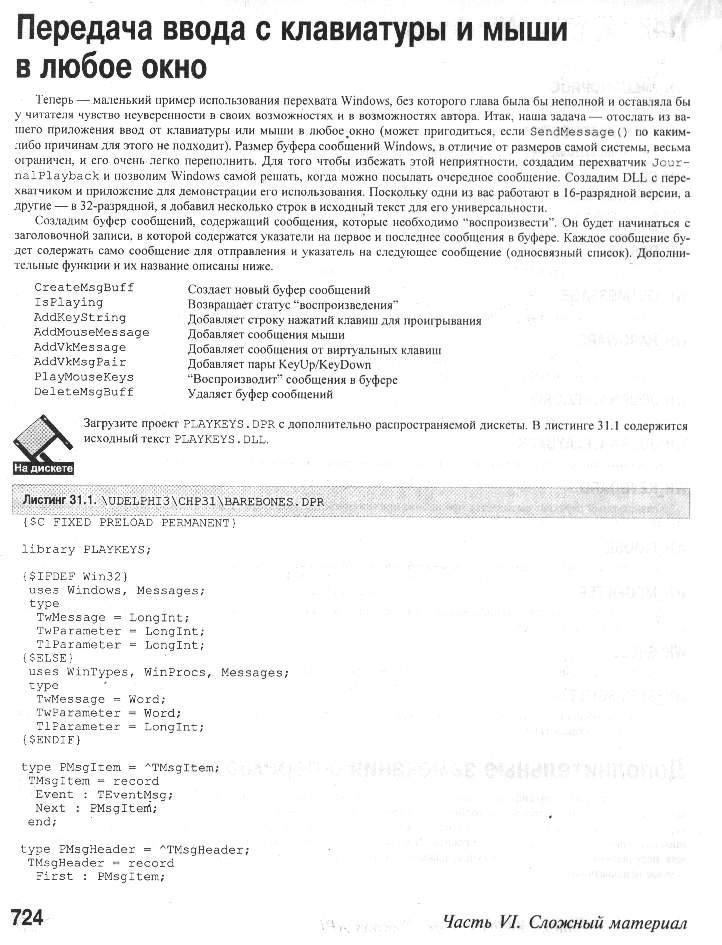 Передача ввода с клавиатуры и мыши
в любое окно
Теперь — маленький пример использования перехвата Windows, без которого глава была бы неполной и оставляла бы
у читателя чувство неуверенности в своих возможностях и в возможностях автора. Итак, наша задача — отослать из ва-
шего приложения ввод от клавиатуры или мыши в любое окно (может пригодиться, если SendMessage() по каким-
либо причинам для этого не подходит). Размер буфера сообщений Windows, в отличие от размеров самой системы, весьма
ограничен, и его очень легко переполнить. Для того чтобы избежать этой неприятности, создадим перехватчик Jour-
nalPlayback и позволим Windows самой решать, когда можно посылать очередное сообщение. Создадим DLL с пере-
хватчиком и приложение для демонстрации его использования. Поскольку одни из вас работают в 16-разрядной версии, а
другие — в 32-разрядной, я добавил несколько строк в исходный текст для его универсальности.
Создадим буфер сообщений, содержащий сообщения, которые необходимо “воспроизвести”. Он будет начинаться с
заголовочной записи, в которой содержатся указатели на первое и последнее сообщения в буфере. Каждое сообщение бу-
дет содержать само сообщение для отправления и указатель на следующее сообщение (односвязный список). Дополни-
тельные функции и их название описаны ниже.
CreateMsgBuff Создает новый буфер сообщений
IsPlaying Возвращает статус “воспроизведения”
AddKeyString Добавляет строку нажатий клавиш для проигрывания
AddMouseMessage Добавляет сообщения мыши
AddVkMessage Добавляет сообщения от виртуальных клавиш
AddVkMsgPair Добавляет пары KeyUp/KeyDown
PlayMouseKeys “Воспроизводит” сообщения в буфере
DeleteMsgBuff Удаляет буфер сообщений
Загрузите проект PLAYKEYS.DPR с дополнительно распространяемой дискеты. В листинге 31.1 содержится
исходный текст PLAYKEYS.DLL.
На дискете
Листинг 31.1. \UDELPHI3\CHP31\BAREBONES.DPR
{$C FIXED PRELOAD PERMANENT}
library PLAYKEYS;
{$IFDEF Win32}
uses Windows, Messages;
type
TwMessage = LongInt;
TwParameter = LongInt;
TlParameter = LongInt;
{$ELSE}
uses WinTypes, WinProcs, Messages;
type
TwMessage = Word;
TwParameter = Word;
TlParameter = LongInt;
{$ENDIF}
type PMsgItem = ^TMsgItem;
TMsgItem = record
Event : TEventMsg;
Next : PMsgItem;
end;
type PMsgHeader = ^TMsgHeader;
TMsgHeader = record
First : PMsgItem;
724
Часть VI. Сложный материал